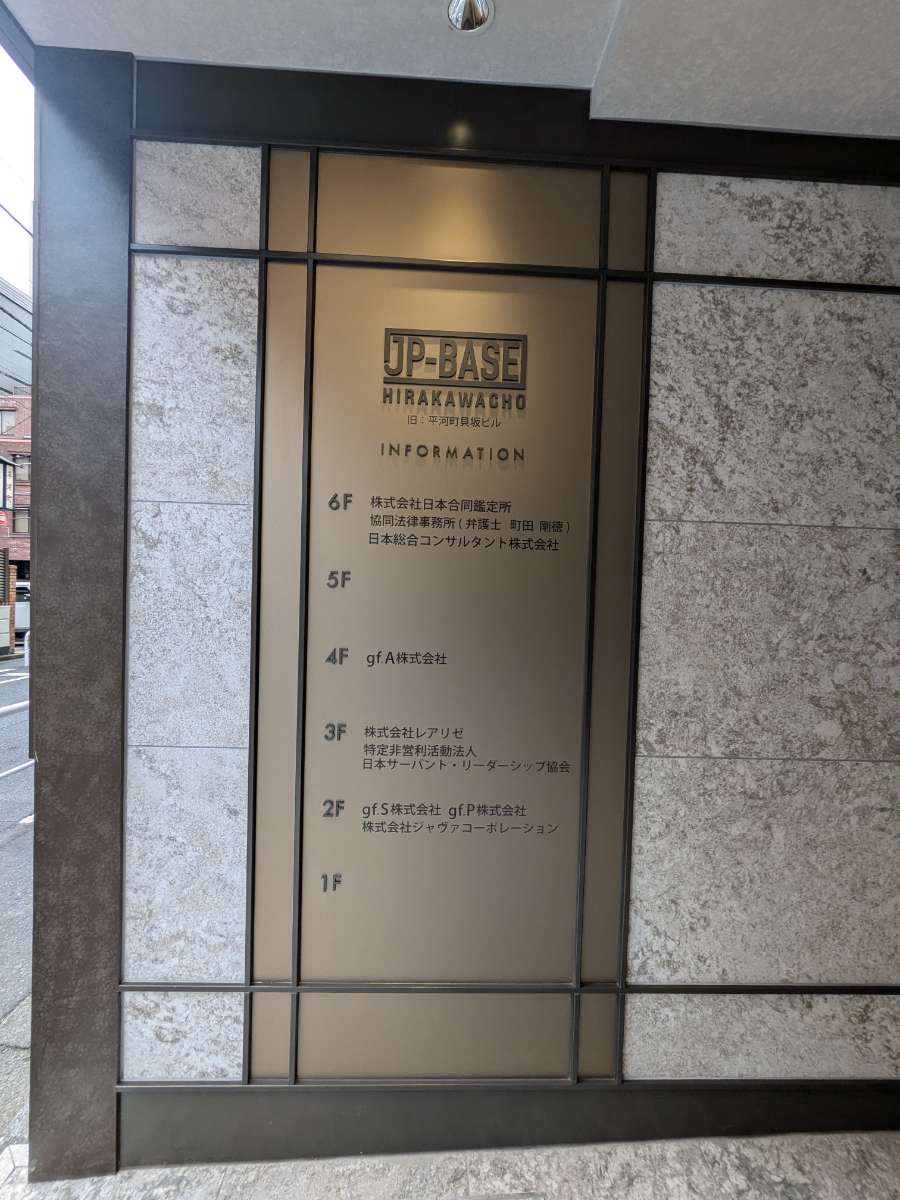 JP-BASE
HIRAKAWACHO
旧：平河町貝坂ビル
INFORMATION
6F 株式会社日本合同鑑定所
協同法律事務所 ( 弁護士 町田 剛徳 )
日本総合コンサルタント株式会社
5F
4F gf.A株式会社
3F 株式会社レアリゼ
特定非営利活動法人
日本サーバント・リーダーシップ協会
2F gf.S株式会社 gf.P株式会社
株式会社ジャヴァコーポレーション
1F